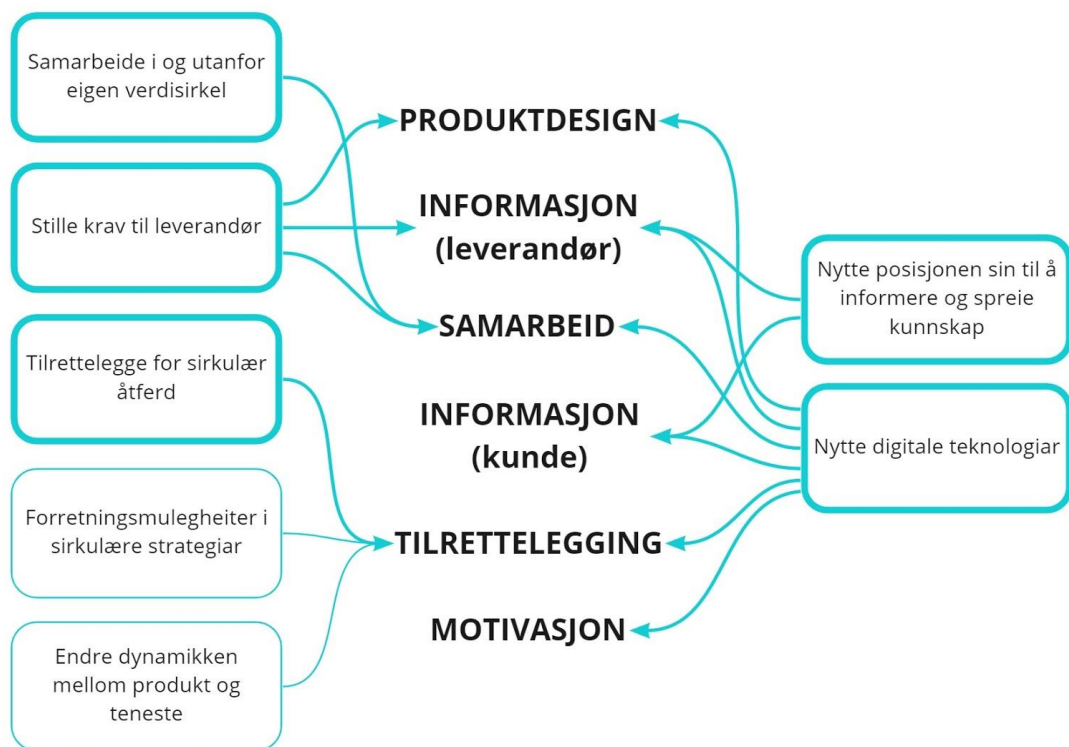 Samarbeide i og utanfor
eigen verdisirkel
Stille krav til leverandør
Tilrettelegge for sirkulær
åtferd
Forretningsmulegheiter i
sirkulære strategiar
Endre dynamikken
mellom produkt og
teneste
PRODUKTDESIGN
INFORMASJON
(leverandør)
SAMARBEID
INFORMASJON
(kunde)
TILRETTELEGGING
MOTIVASJON
Nytte posisjonen sin til å
informere og spreie
kunnskap
Nytte digitale teknologiar